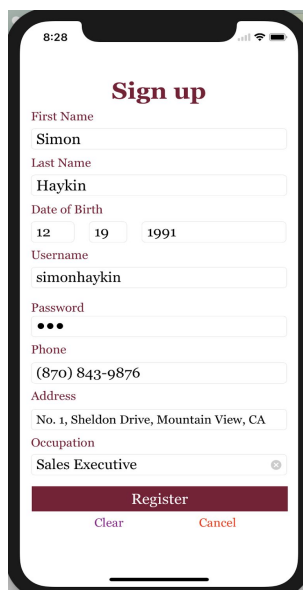 8:28
Sign up
First Name
Simon
Last Name
Haykin
Date of Birth
12 19 1991
Username
simonhaykin
Password
●●●
Phone
(870) 843-9876
Address
No. 1, Sheldon Drive, Mountain View, CA
Occupation
Sales Executive
Register
Clear Cancel